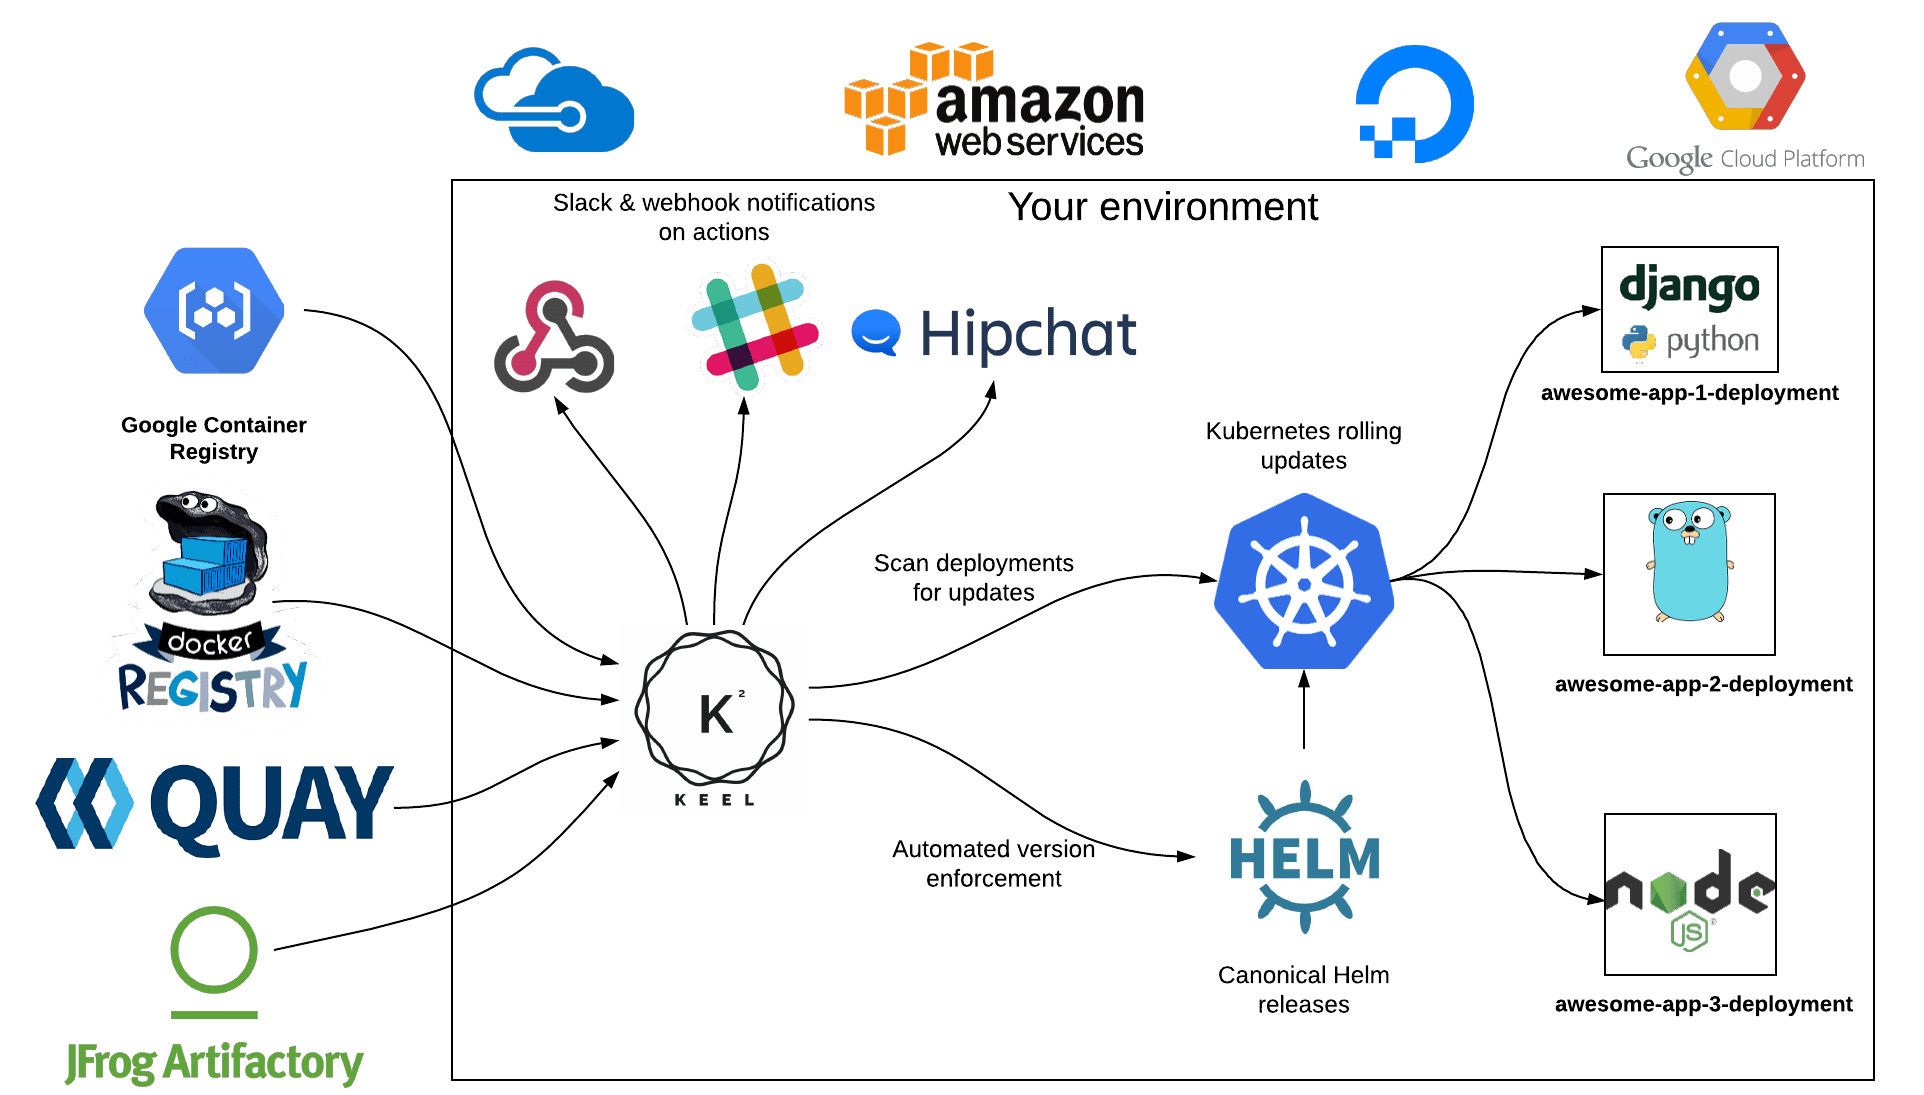 amazon
web services
Google Cloud Platform
Slack & webhook notifications
on actions
Your environment
Hipchat
django
python
awesome-app-1-deployment
Google Container
Registry
Kubernetes rolling
updates
docker
REGISTRY
Scan deployments
for updates
awesome-app-2-deployment
K²
KEEL
QUAY
Automated version
enforcement
HELM
Canonical Helm
releases
node
JS®
awesome-app-3-deployment
JFrog Artifactory